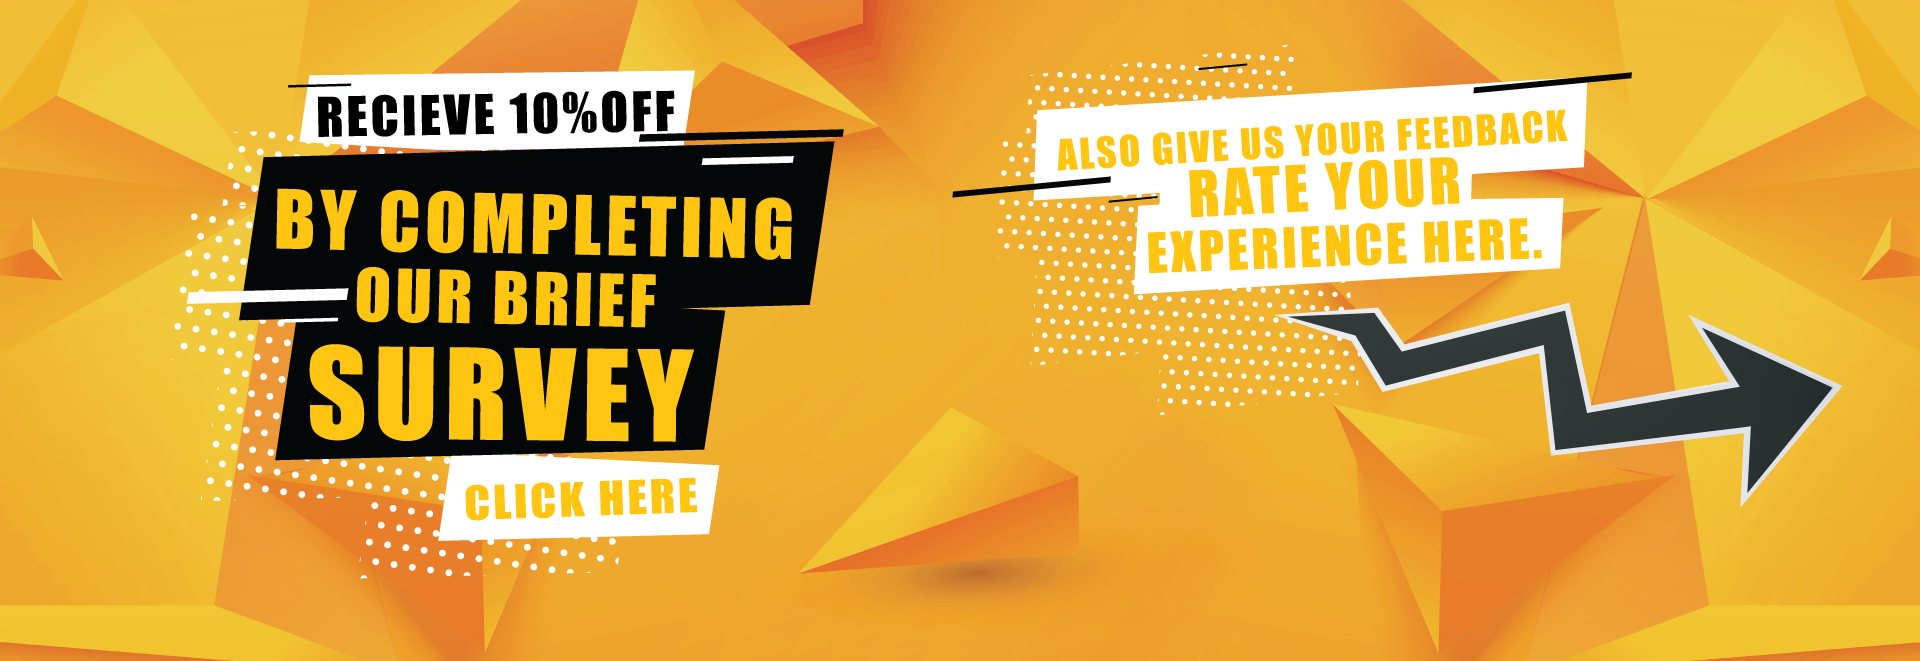 RECIEVE 10%OFF
BY COMPLETING
OUR BRIEF
SURVEY
CLICK HERE
ALSO GIVE US YOUR FEEDBACK
RATE YOUR
EXPERIENCE HERE.